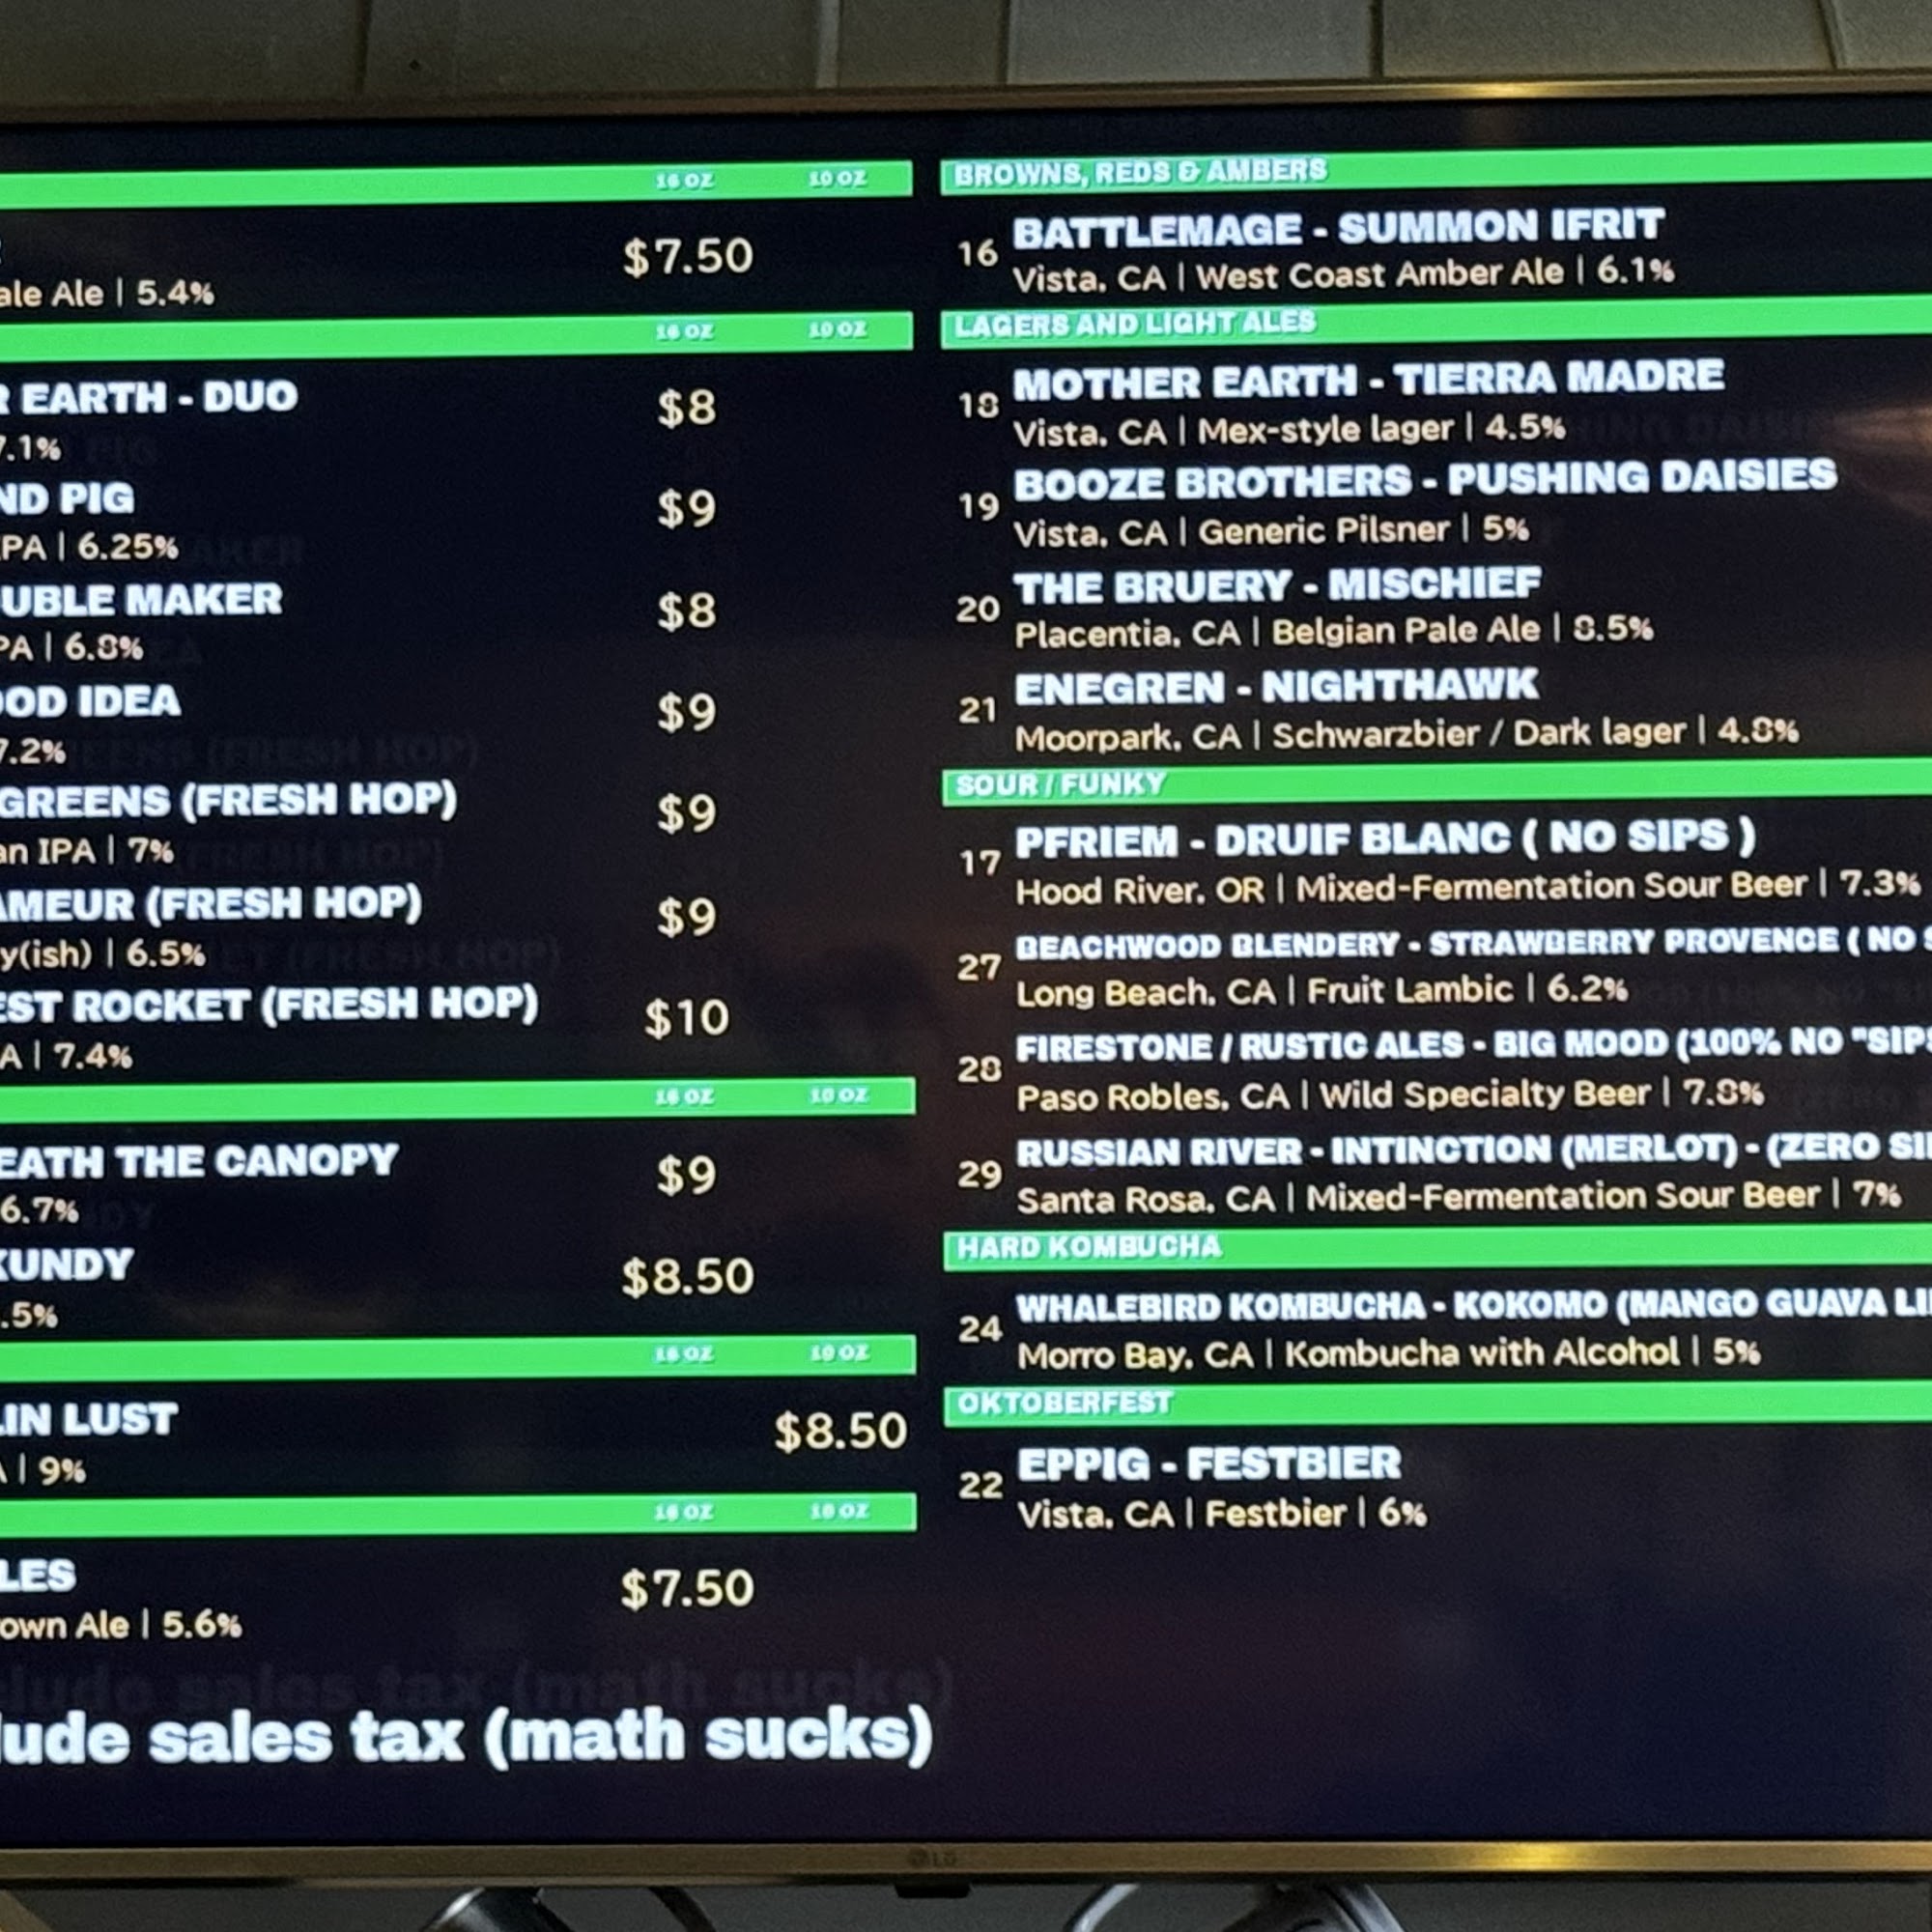 16 OZ 10 OZ
$7.50
ale Ale | 5.4%
16 OZ 10 OZ
R EARTH - DUO $8
7.1%
ND PIG $9
PA | 6.25%
UBLE MAKER $8
PA | 6.8%
OOD IDEA $9
7.2%
GREENS (FRESH HOP) $9
an IPA | 7%
AMEUR (FRESH HOP) $9
y(ish) | 6.5%
EST ROCKET (FRESH HOP) $10
A | 7.4%
16 OZ 10 OZ
EATH THE CANOPY $9
6.7%
KUNDY $8.50
.5%
16 OZ 10 OZ
LIN LUST $8.50
A | 9%
16 OZ 10 OZ
LES $7.50
own Ale | 5.6%
lude sales tax (math sucks)
BROWNS, REDS & AMBERS
16 BATTLEMAGE - SUMMON IFRIT
Vista, CA | West Coast Amber Ale | 6.1%
LAGERS AND LIGHT ALES
18 MOTHER EARTH - TIERRA MADRE
Vista, CA | Mex-style lager | 4.5%
19 BOOZE BROTHERS - PUSHING DAISIES
Vista, CA | Generic Pilsner | 5%
20 THE BRUERY - MISCHIEF
Placentia, CA | Belgian Pale Ale | 8.5%
21 ENEGREN - NIGHTHAWK
Moorpark, CA | Schwarzbier / Dark lager | 4.8%
SOUR / FUNKY
17 PFRIEM - DRUIF BLANC ( NO SIPS )
Hood River, OR | Mixed-Fermentation Sour Beer | 7.3%
27 BEACHWOOD BLENDERY - STRAWBERRY PROVENCE ( NO S
Long Beach, CA | Fruit Lambic | 6.2%
28 FIRESTONE / RUSTIC ALES - BIG MOOD (100% NO "SIPS
Paso Robles, CA | Wild Specialty Beer | 7.8%
29 RUSSIAN RIVER - INTINCTION (MERLOT) - (ZERO SI
Santa Rosa, CA | Mixed-Fermentation Sour Beer | 7%
HARD KOMBUCHA
24 WHALEBIRD KOMBUCHA - KOKOMO (MANGO GUAVA LI
Morro Bay, CA | Kombucha with Alcohol | 5%
OKTOBERFEST
22 EPPIG - FESTBIER
Vista, CA | Festbier | 6%
LG